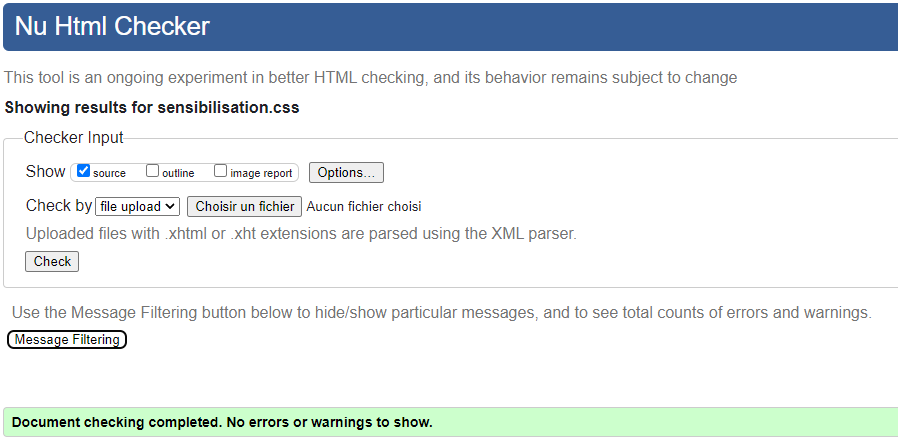 Nu Html Checker
This tool is an ongoing experiment in better HTML checking, and its behavior remains subject to change
Showing results for sensibilisation.css
Checker Input
Show source outline image report Options...
Check by file upload Choisir un fichier Aucun fichier choisi
Uploaded files with .xhtml or .xht extensions are parsed using the XML parser.
Check
Use the Message Filtering button below to hide/show particular messages, and to see total counts of errors and warnings.
Message Filtering
Document checking completed. No errors or warnings to show.